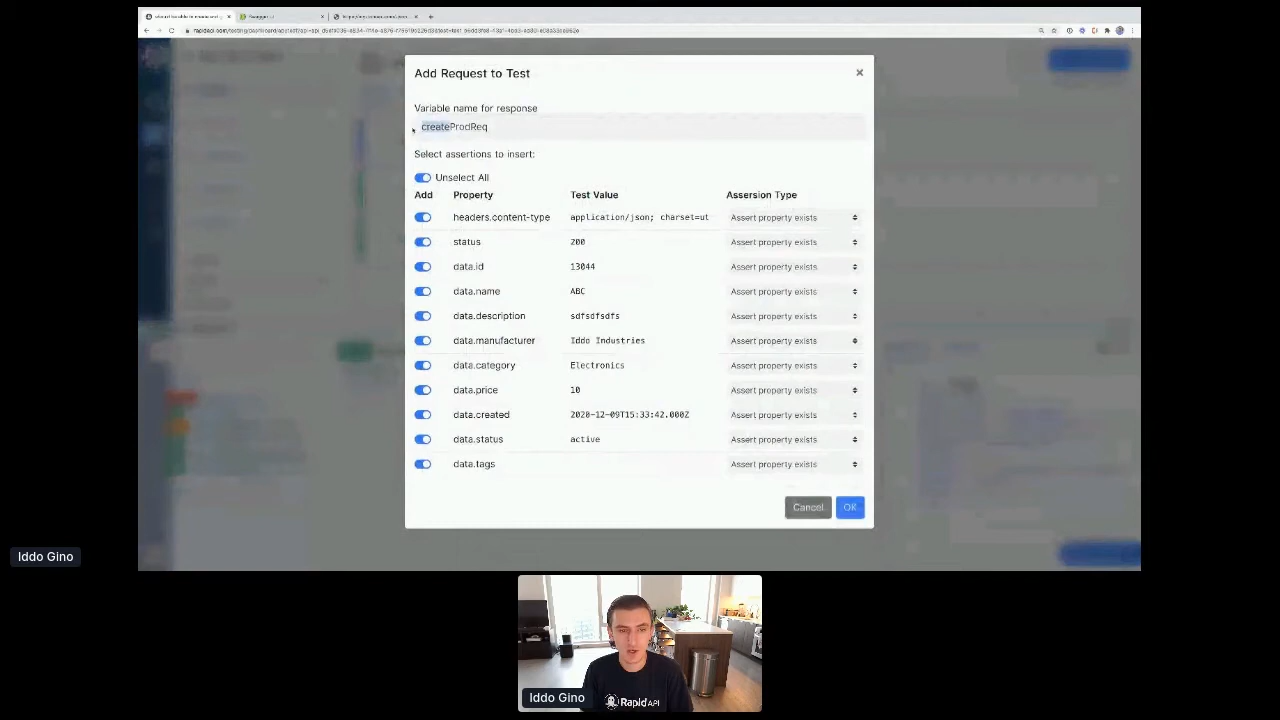 Add Request to Test
×
Variable name for response
createProdReq
Select assertions to insert:
Unselect All
Add Property Test Value Assersion Type
headers.content-type application/json; charset=ut Assert property exists
status 200 Assert property exists
data.id 13044 Assert property exists
data.name ABC Assert property exists
data.description sdfsdfsdfs Assert property exists
data.manufacturer Iddo Industries Assert property exists
data.category Electronics Assert property exists
data.price 10 Assert property exists
data.created 2020-12-09T15:33:42.000Z Assert property exists
data.status active Assert property exists
data.tags Assert property exists
Cancel OK
Iddo Gino
Iddo Gino
Rapid API